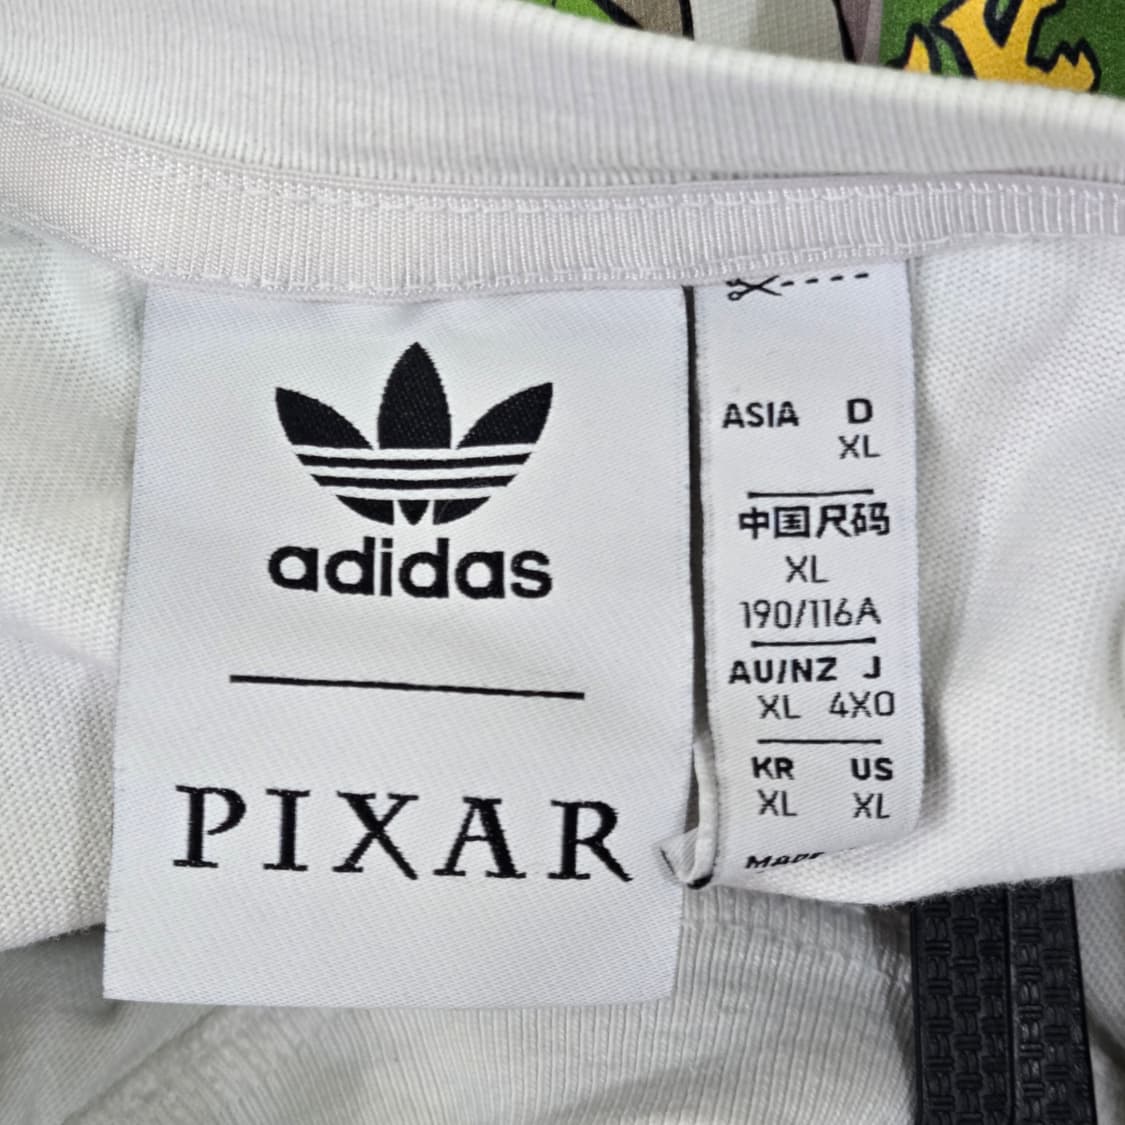 adidas
PIXAR
ASIA D
XL
中国尺码
XL
190/116A
AU/NZ J
XL 4XO
KR US
XL XL